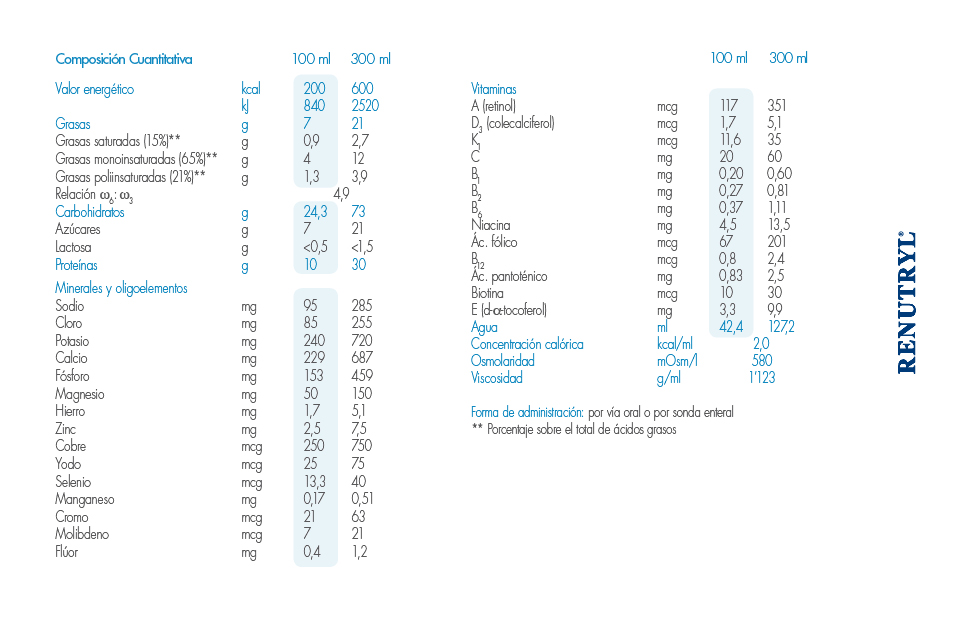 Composición Cuantitativa 100 ml 300 ml
Valor energético kcal 200 600
kJ 840 2520
Grasas g 7 21
Grasas saturadas (15%)** g 0,9 2,7
Grasas monoinsaturadas (65%)** g 4 12
Grasas poliinsaturadas (21%)** g 1,3 3,9
Relación ω6: ω3 4,9
Carbohidratos g 24,3 73
Azúcares g 7 21
Lactosa g <0,5 <1,5
Proteínas g 10 30
Minerales y oligoelementos
Sodio mg 95 285
Cloro mg 85 255
Potasio mg 240 720
Calcio mg 229 687
Fósforo mg 153 459
Magnesio mg 50 150
Hierro mg 1,7 5,1
Zinc mg 2,5 7,5
Cobre mcg 250 750
Yodo mcg 25 75
Selenio mcg 13,3 40
Manganeso mg 0,17 0,51
Cromo mcg 21 63
Molibdeno mcg 7 21
Flúor mg 0,4 1,2
100 ml 300 ml
Vitaminas
A (retinol) mcg 117 351
D3 (colecalciferol) mcg 1,7 5,1
K1 mcg 11,6 35
C mg 20 60
B1 mg 0,20 0,60
B2 mg 0,27 0,81
B6 mg 0,37 1,11
Niacina mg 4,5 13,5
Ác. fólico mcg 67 201
B12 mcg 0,8 2,4
Ác. pantoténico mg 0,83 2,5
Biotina mcg 10 30
E (d-α-tocoferol) mg 3,3 9,9
Agua ml 42,4 127,2
Concentración calórica kcal/ml 2,0
Osmolaridad mOsm/l 580
Viscosidad g/ml 1'123
Forma de administración: por vía oral o por sonda enteral
** Porcentaje sobre el total de ácidos grasos
RENUTRYL®